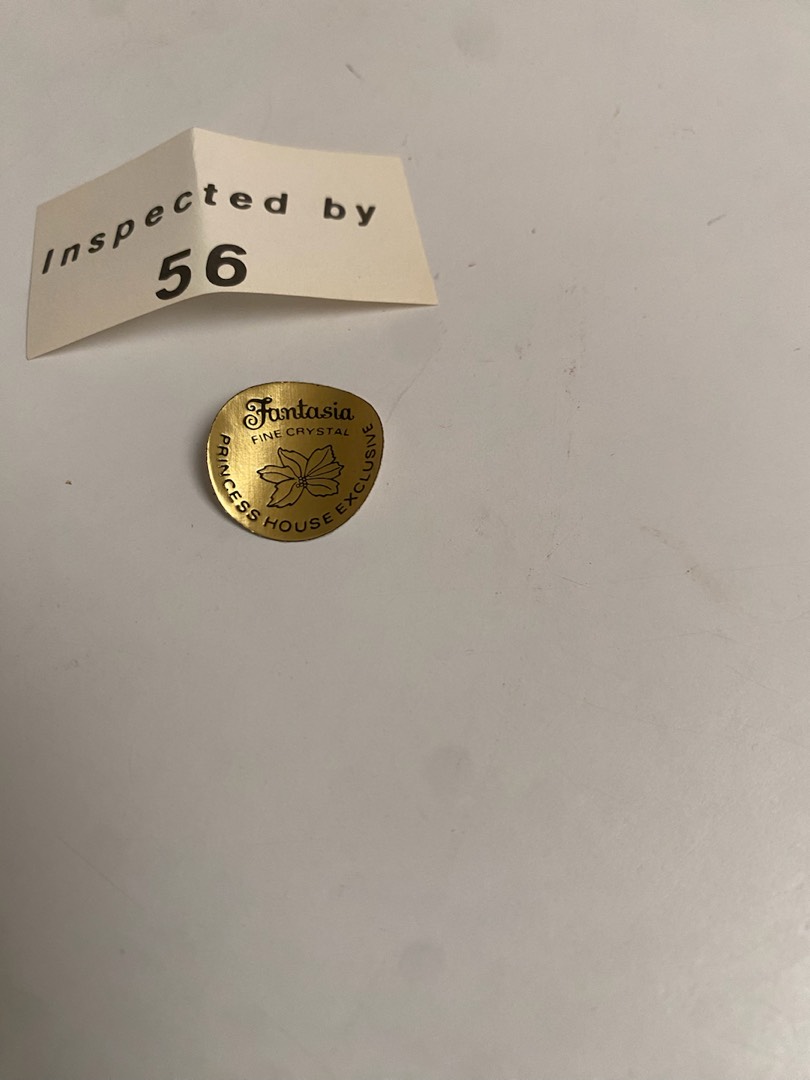 Inspected by
56
Fantasia
FINE CRYSTAL
PRINCESS HOUSE EXCLUSIVE